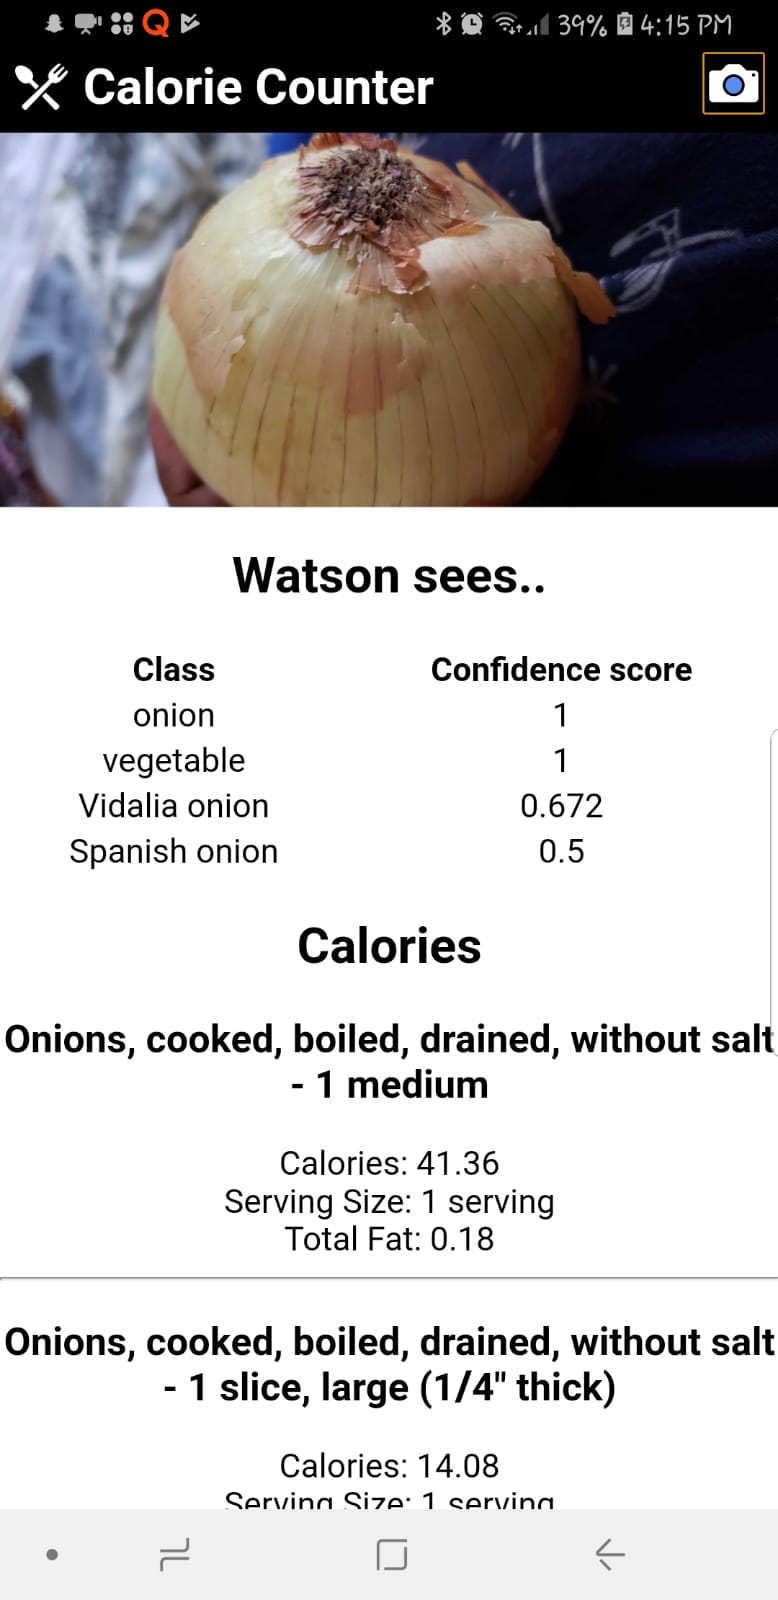 39% 4:15 PM
Calorie Counter
Watson sees..
Class Confidence score
onion 1
vegetable 1
Vidalia onion 0.672
Spanish onion 0.5
Calories
Onions, cooked, boiled, drained, without salt
- 1 medium
Calories: 41.36
Serving Size: 1 serving
Total Fat: 0.18
Onions, cooked, boiled, drained, without salt
- 1 slice, large (1/4" thick)
Calories: 14.08
Serving Size: 1 serving